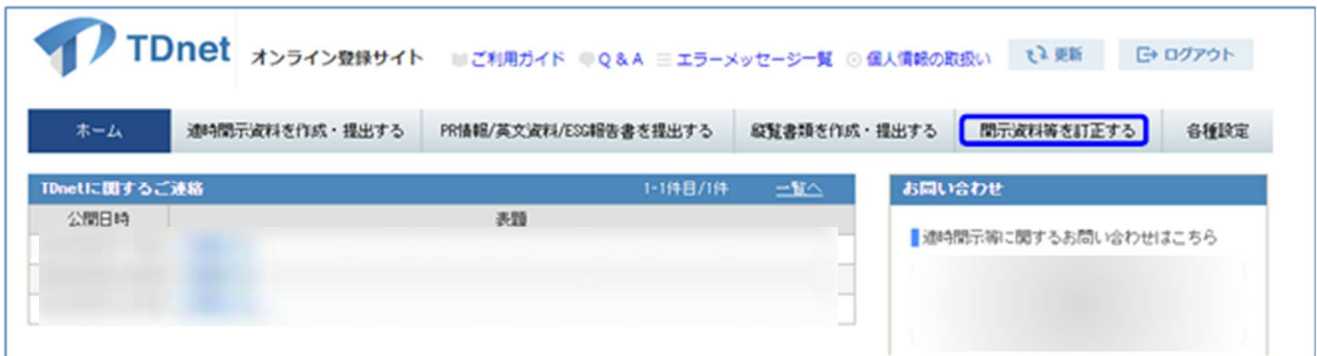 TDnet オンライン登録サイト ご利用ガイド Q & A エラーメッセージ一覧 個人情報の取扱い 更新 ログアウト
ホーム 適時開示資料を作成・提出する PR情報/英文資料/ESG報告書を提出する 縦覧書類を作成・提出する 開示資料等を訂正する 各種設定
TDnetに関するご連絡 1-1件目/1件 一覧へ お問い合わせ
公開日時 表題
適時開示等に関するお問い合わせはこちら